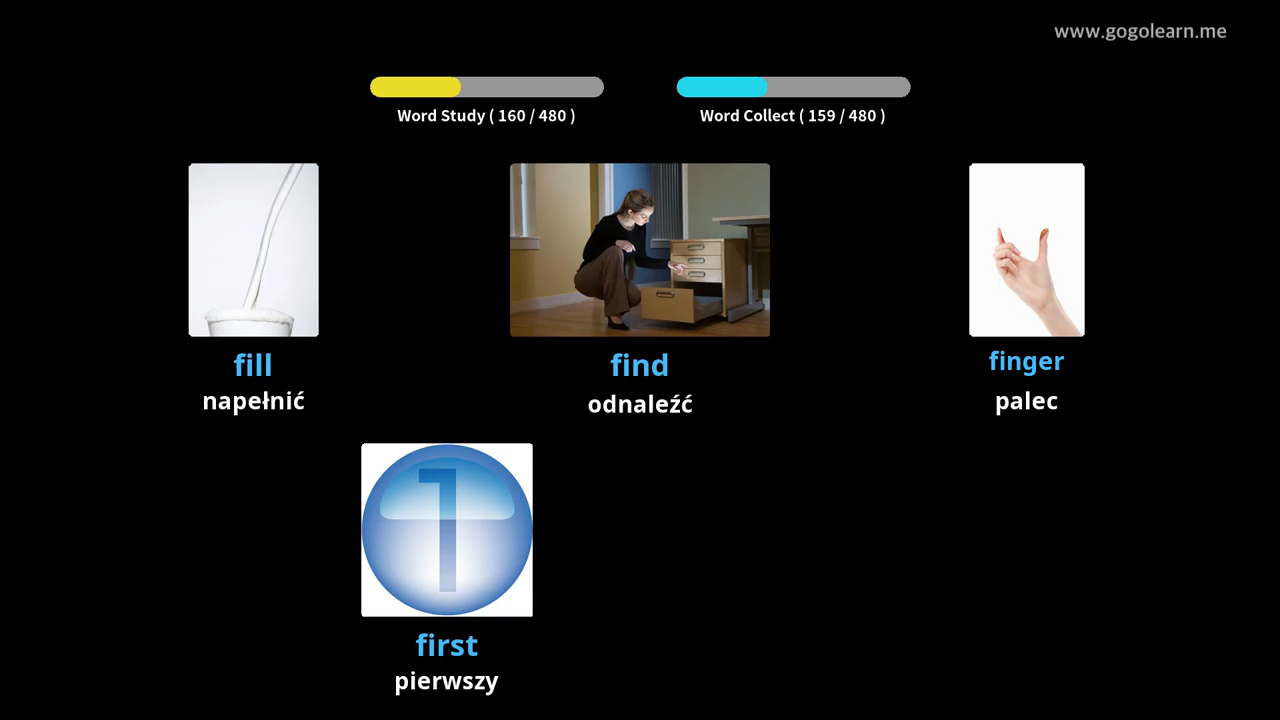 www.gogolearn.me
Word Study ( 160 / 480 )
Word Collect ( 159 / 480 )
fill
napełnić
find
odnaleźć
finger
palec
1
first
pierwszy